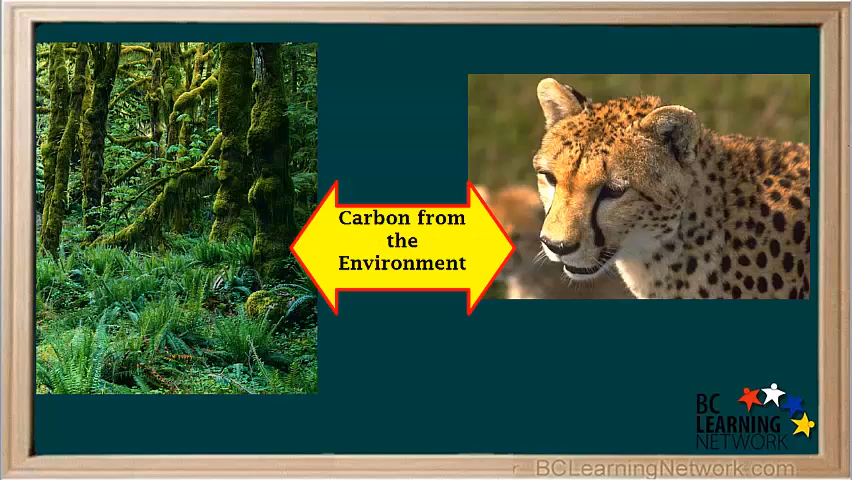 Carbon from
the
Environment
BC
LEARNING
NETWORK
BCLearningNetwork.com